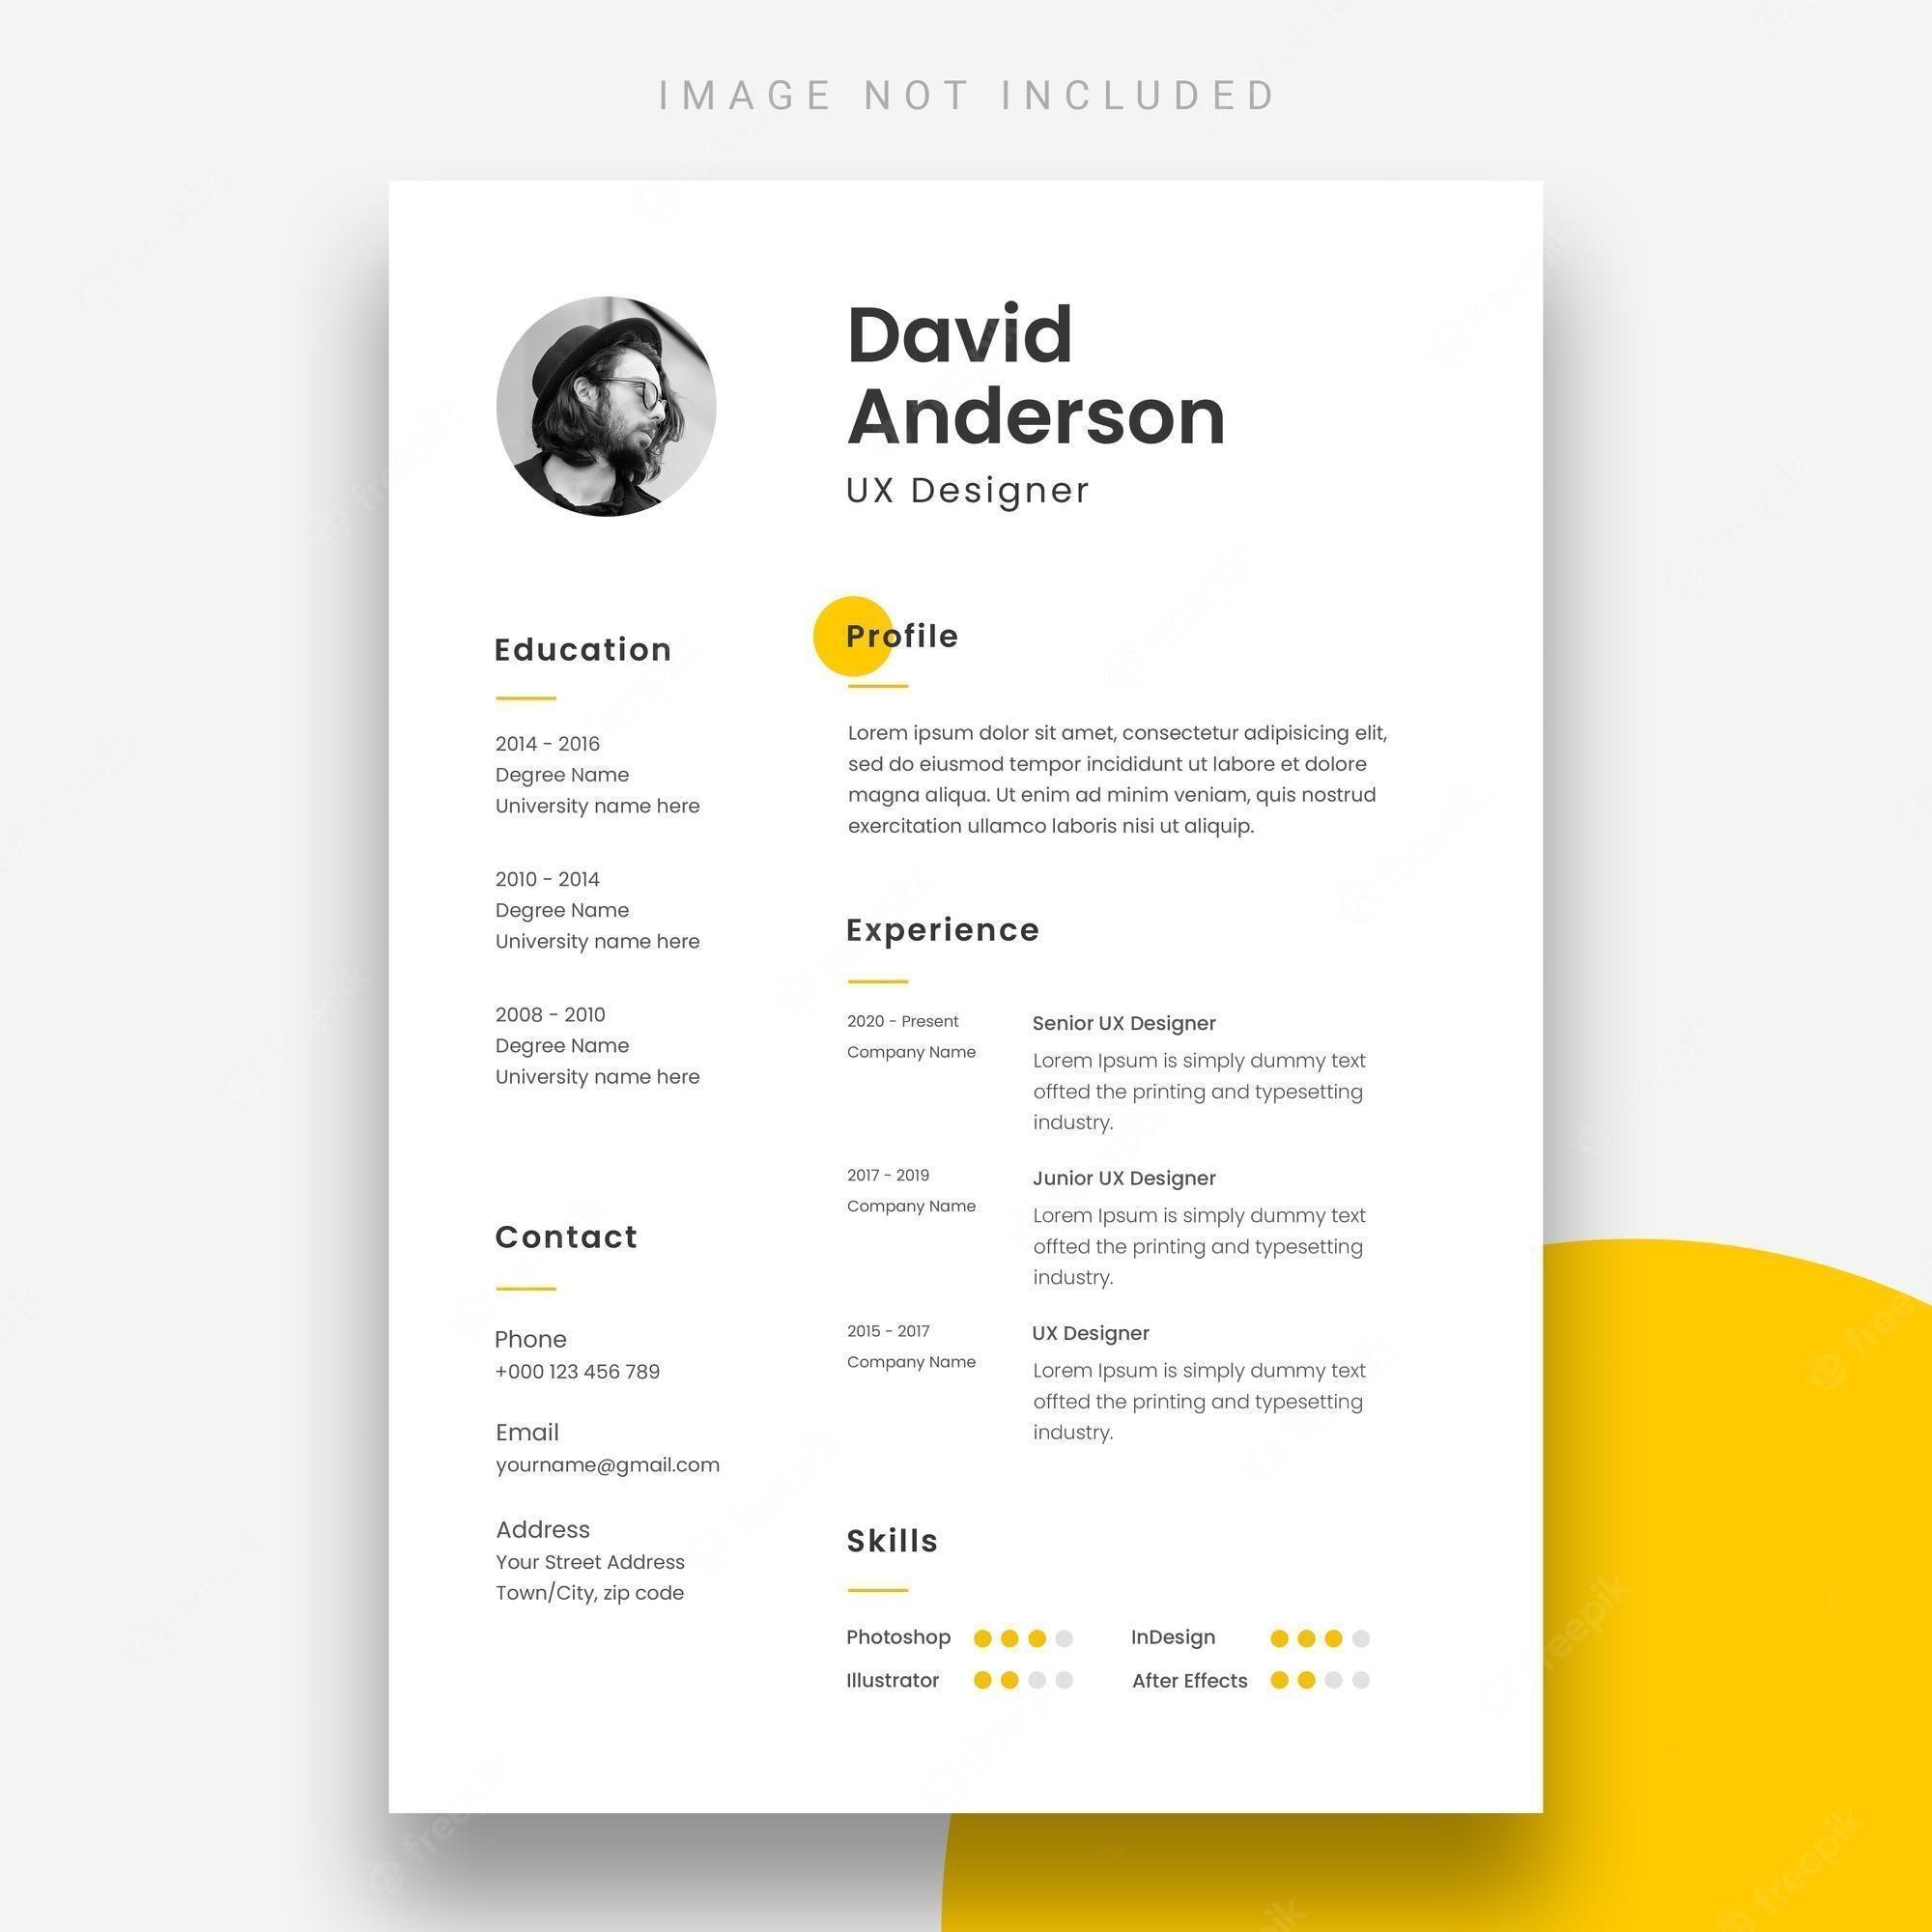 IMAGE NOT INCLUDED
David
Anderson
UX Designer
Education
2014 - 2016
Degree Name
University name here
2010 - 2014
Degree Name
University name here
2008 - 2010
Degree Name
University name here
Contact
Phone
+000 123 456 789
Email
yourname@gmail.com
Address
Your Street Address
Town/City, zip code
Profile
Lorem ipsum dolor sit amet, consectetur adipisicing elit,
sed do eiusmod tempor incididunt ut labore et dolore
magna aliqua. Ut enim ad minim veniam, quis nostrud
exercitation ullamco laboris nisi ut aliquip.
Experience
2020 - Present
Company Name
Senior UX Designer
Lorem Ipsum is simply dummy text
offted the printing and typesetting
industry.
2017 - 2019
Company Name
Junior UX Designer
Lorem Ipsum is simply dummy text
offted the printing and typesetting
industry.
2015 - 2017
Company Name
UX Designer
Lorem Ipsum is simply dummy text
offted the printing and typesetting
industry.
Skills
Photoshop
InDesign
Illustrator
After Effects
freepik
freepik
freepik